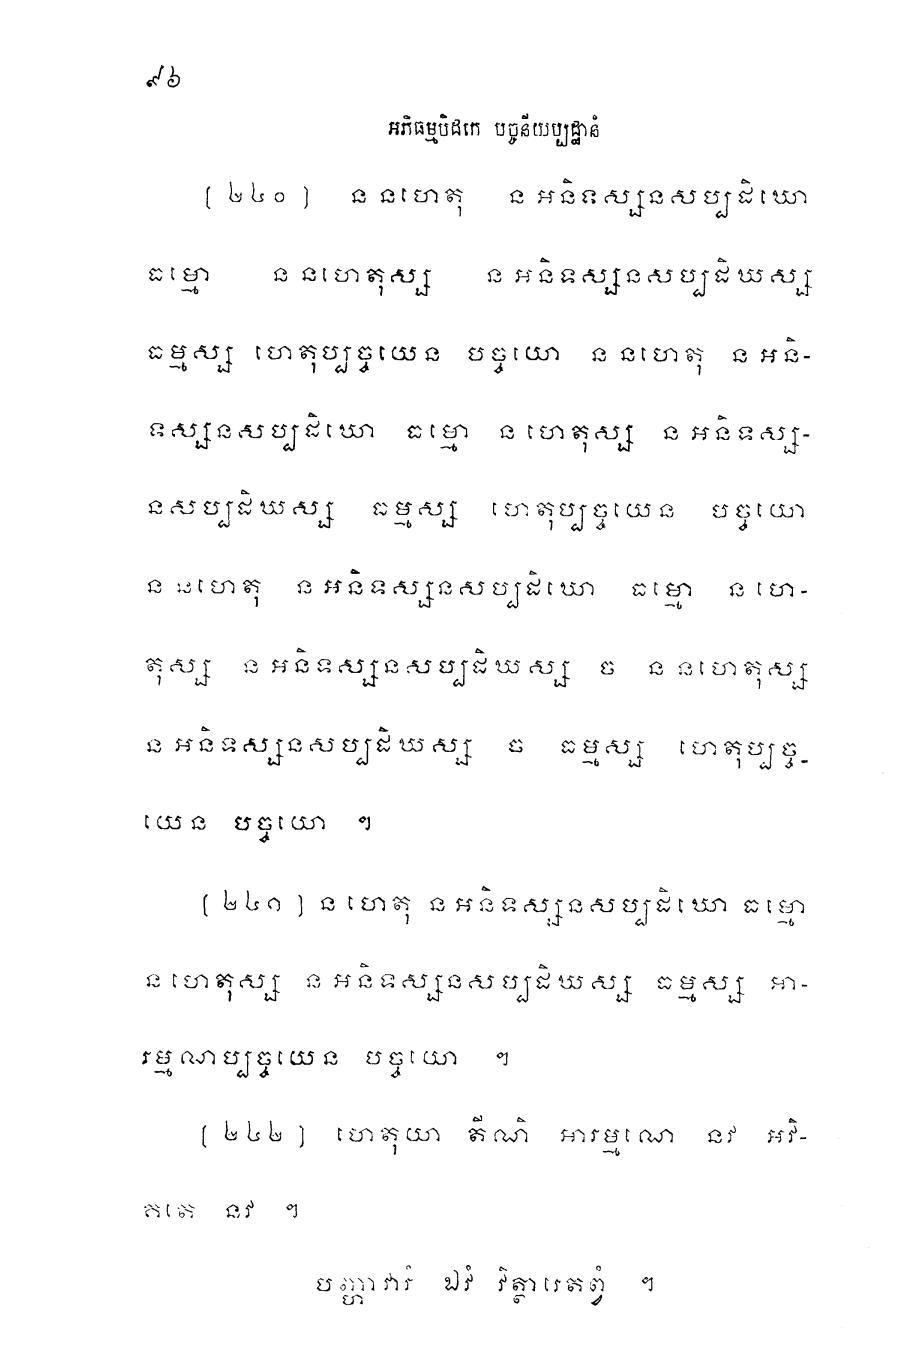 ៩៦
អភិធម្មបិដកេ បច្ចនីយប្បដ្ឋានំ
[២៤០] ន នហេតុ ន អនិទស្សនសប្បដិឃោ
ធម្មោ ន នហេតុស្ស ន អនិទស្សនសប្បដិឃស្ស
ធម្មស្ស ហេតុប្បច្ចយេន បច្ចយោ ន នហេតុ ន អនិ-
ទស្សនសប្បដិឃោ ធម្មោ ន ហេតុស្ស ន អនិទស្ស-
នសប្បដិឃស្ស ធម្មស្ស ហេតុប្បច្ចយេន បច្ចយោ
ន នហេតុ ន អនិទស្សនសប្បដិឃោ ធម្មោ ន ហេ-
តុស្ស ន អនិទស្សនសប្បដិឃស្ស ច ន នហេតុស្ស
ន អនិទស្សនសប្បដិឃស្ស ច ធម្មស្ស ហេតុប្បច្ច-
យេន បច្ចយោ ។
[២៤១] ន ហេតុ ន អនិទស្សនសប្បដិឃោ ធម្មោ
ន ហេតុស្ស ន អនិទស្សនសប្បដិឃស្ស ធម្មស្ស អា-
រម្មណប្បច្ចយេន បច្ចយោ ។
[២៤២] ហេតុយា តីណិ អារម្មណេ នវ អវិ-
គតេ នវ ។
បញ្ហាវារំ ឯវំ វិត្ថារេតព្វំ ។